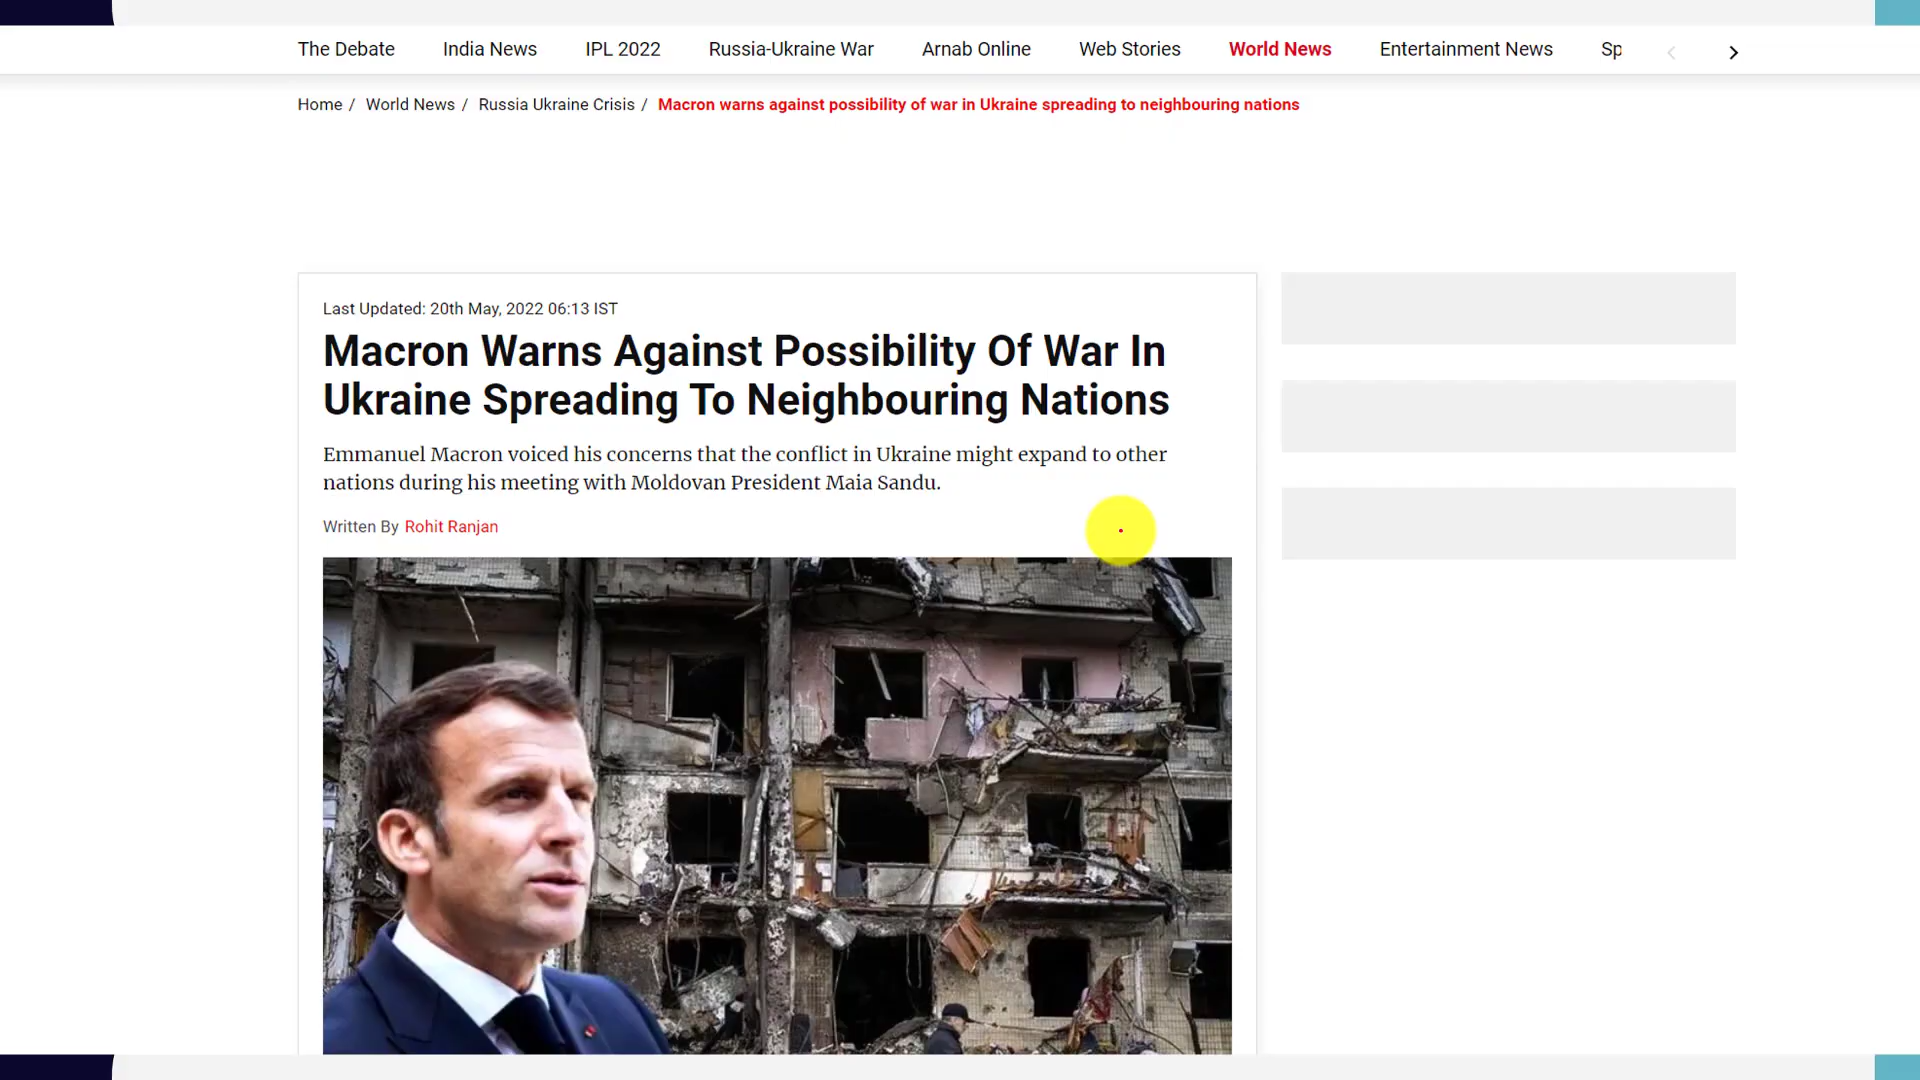 The Debate India News IPL 2022 Russia-Ukraine War Arnab Online Web Stories World News Entertainment News Sp
Home / World News / Russia Ukraine Crisis / Macron warns against possibility of war in Ukraine spreading to neighbouring nations
Last Updated: 20th May, 2022 06:13 IST
Macron Warns Against Possibility Of War In
Ukraine Spreading To Neighbouring Nations
Emmanuel Macron voiced his concerns that the conflict in Ukraine might expand to other
nations during his meeting with Moldovan President Maia Sandu.
Written By Rohit Ranjan